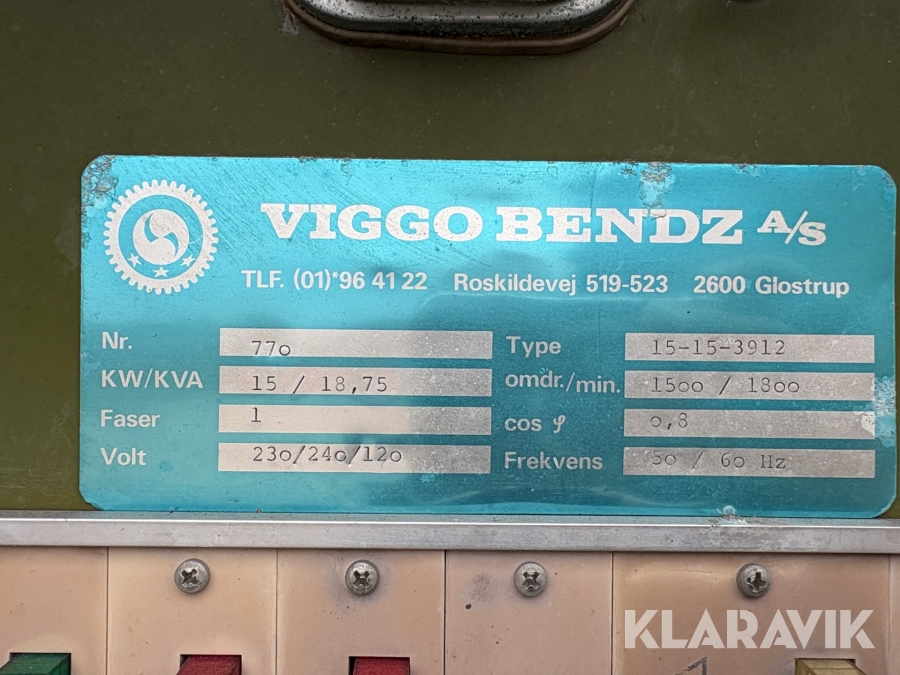 VIGGO BENDZ A/S
TLF. (01)*96 41 22 Roskildevej 519-523 2600 Glostrup
Nr. 77o Type 15-15-3912
KW/KVA 15 / 18,75 omdr./min. 15oo / 18oo
Faser 1 cos φ o,8
Volt 23o/24o/12o Frekvens 5o / 6o Hz
KLARAVIK